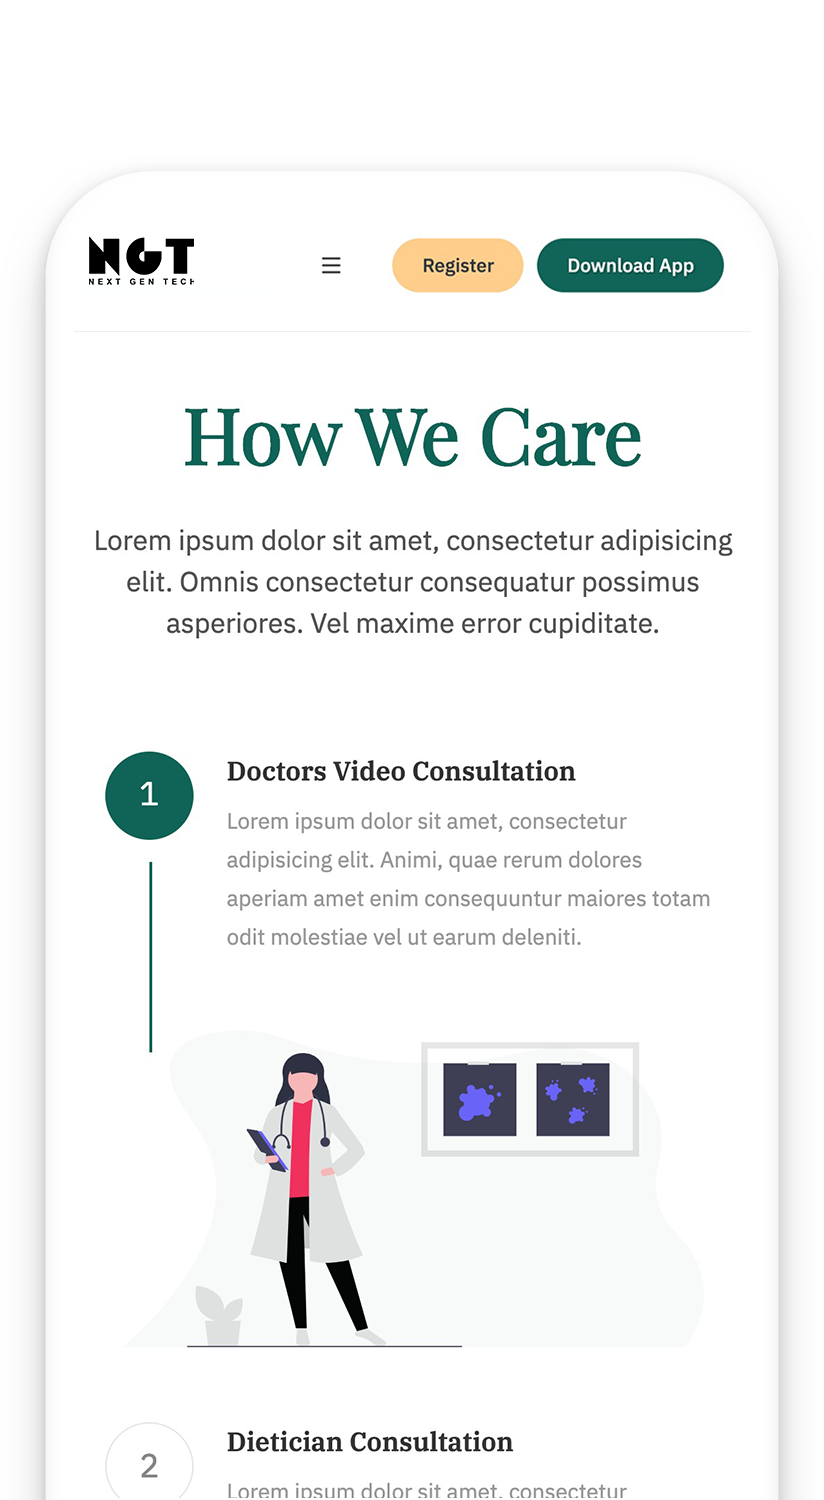 NGT
NEXT GEN TECH
Register
Download App
How We Care
Lorem ipsum dolor sit amet, consectetur adipisicing
elit. Omnis consectetur consequatur possimus
asperiores. Vel maxime error cupiditate.
1
Doctors Video Consultation
Lorem ipsum dolor sit amet, consectetur
adipisicing elit. Animi, quae rerum dolores
aperiam amet enim consequuntur maiores totam
odit molestiae vel ut earum deleniti.
2
Dietician Consultation
Lorem ipsum dolor sit amet, consectetur